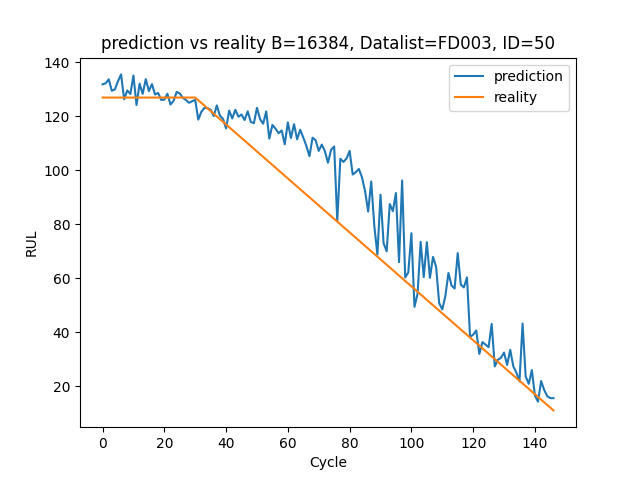 prediction vs reality B=16384, Datalist=FD003, ID=50
prediction
reality
140
120
100
80
60
40
20
RUL
0 20 40 60 80 100 120 140
Cycle